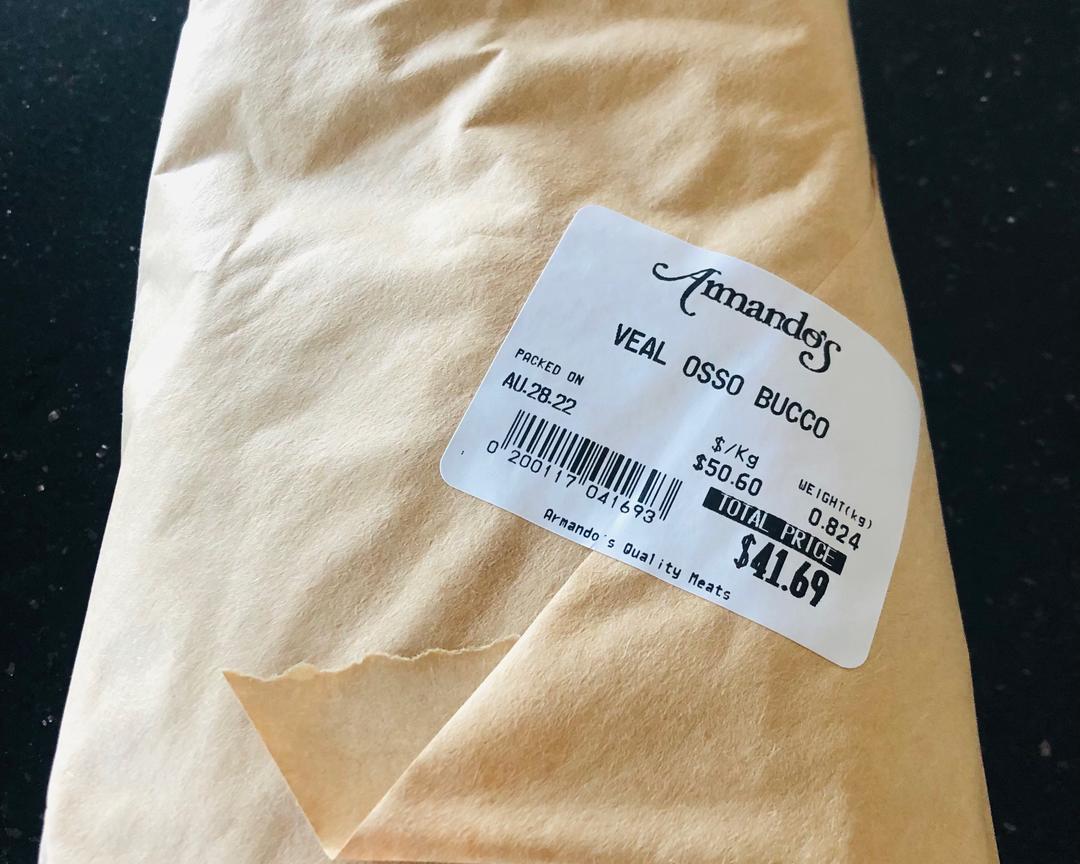 Armando's
VEAL OSSO BUCCO
PACKED ON
AU.28.22
$/Kg
$50.60
WEIGHT(kg)
0.824
0 200117 041693
TOTAL PRICE
$41.69
Armando's Quality Meats